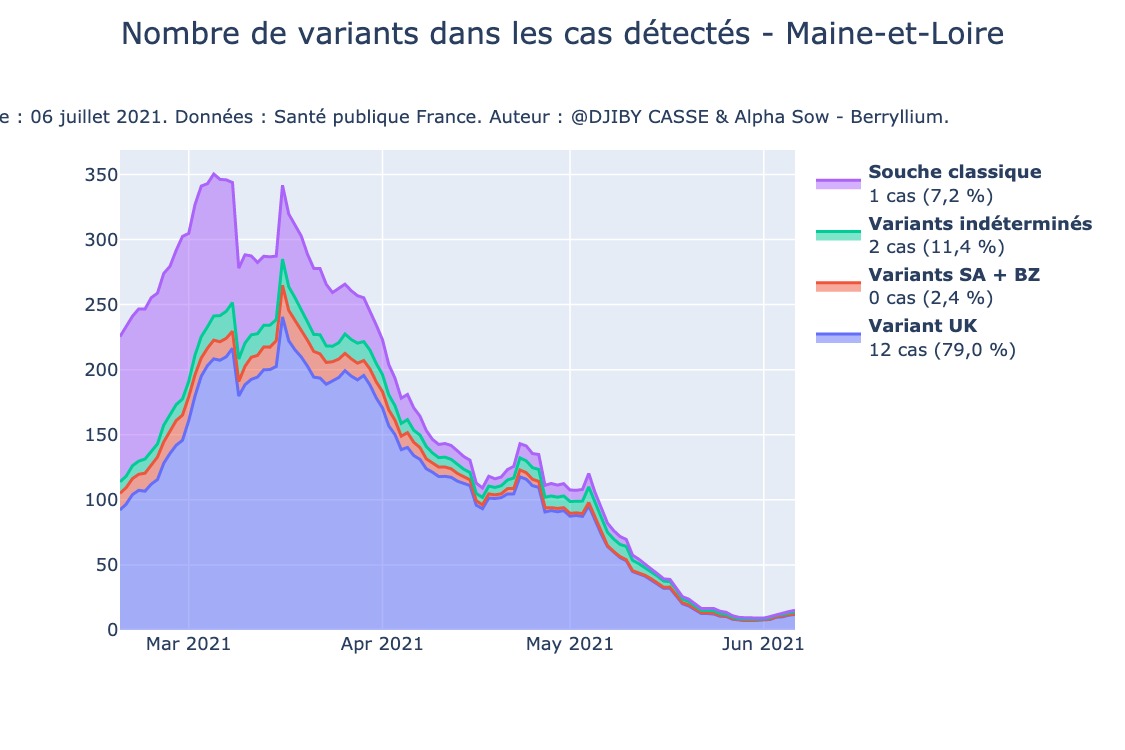 Nombre de variants dans les cas détectés - Maine-et-Loire
e : 06 juillet 2021. Données : Santé publique France. Auteur : @DJIBY CASSE & Alpha Sow - Berryllium.
350
300
250
200
150
100
50
0
Mar 2021
Apr 2021
May 2021
Jun 2021
Souche classique
1 cas (7,2 %)
Variants indéterminés
2 cas (11,4 %)
Variants SA + BZ
0 cas (2,4 %)
Variant UK
12 cas (79,0 %)